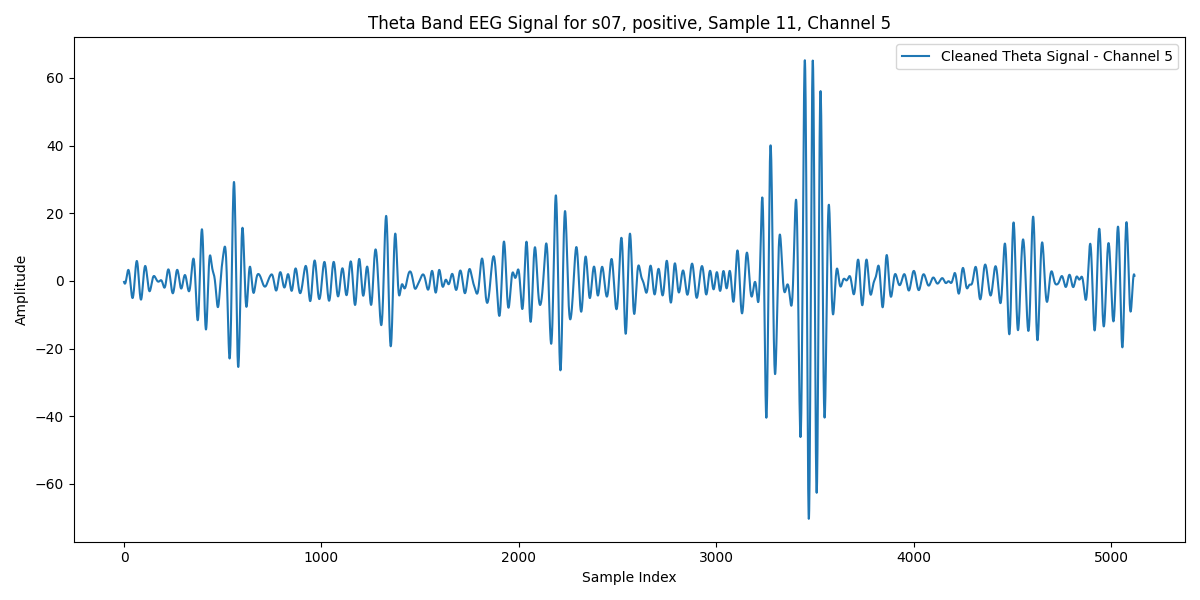 Theta Band EEG Signal for s07, positive, Sample 11, Channel 5
Cleaned Theta Signal - Channel 5
Amplitude
60
40
20
0
−20
−40
−60
0 1000 2000 3000 4000 5000
Sample Index